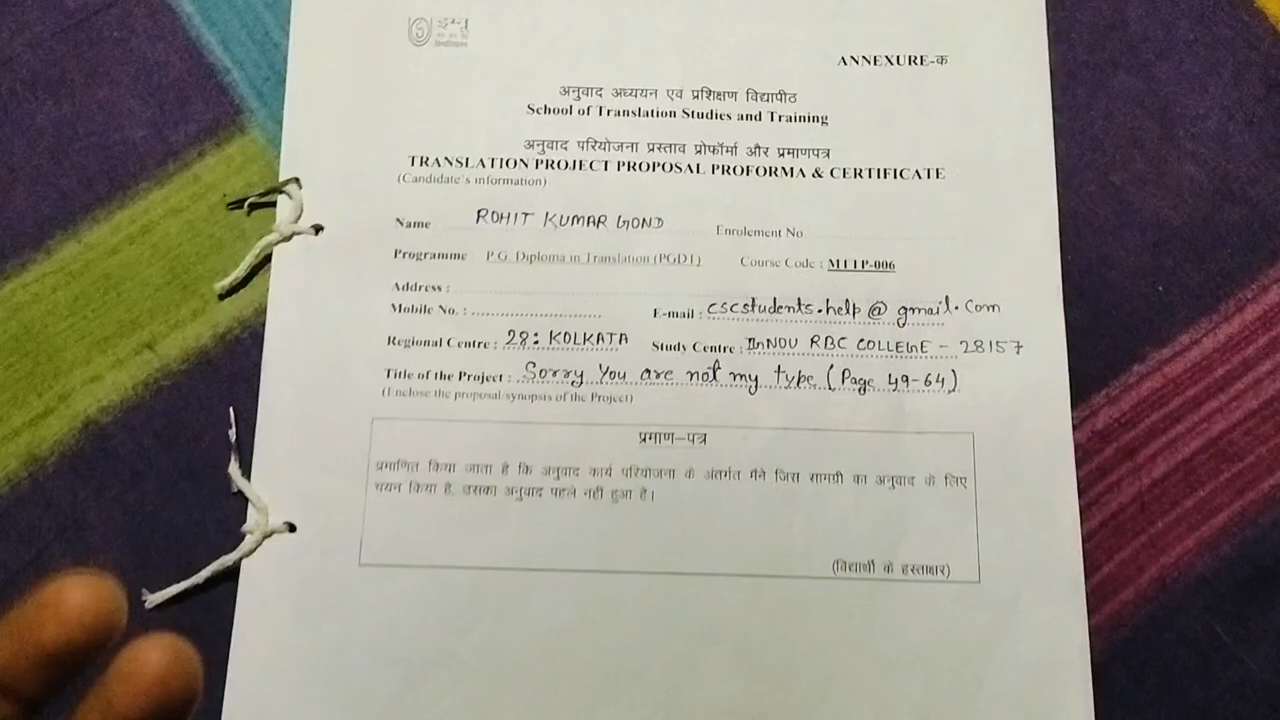 इग्नू
ANNEXURE-क
अनुवाद अध्ययन एवं प्रशिक्षण विद्यापीठ
School of Translation Studies and Training
अनुवाद परियोजना प्रस्ताव प्रोफॉर्मा और प्रमाणपत्र
TRANSLATION PROJECT PROPOSAL PROFORMA & CERTIFICATE
(Candidate's information)
Name ROHIT KUMAR GOND Enrolement No
Programme P.G. Diploma in Translation (PGDT) Course Code : MTTP-006
Address :
Mobile No. : E-mail : cscstudents.help@gmail.com
Regional Centre : 28: KOLKATA Study Centre : IGNOU RBC COLLEGE - 28157
Title of the Project : Sorry You are not my type (Page 49-64)
(Enclose the proposal/synopsis of the Project)
प्रमाण–पत्र
प्रमाणित किया जाता है कि अनुवाद कार्य परियोजना के अंतर्गत मैंने जिस सामग्री का अनुवाद के लिए
चयन किया है, उसका अनुवाद पहले नहीं हुआ है।
(विद्यार्थी के हस्ताक्षर)